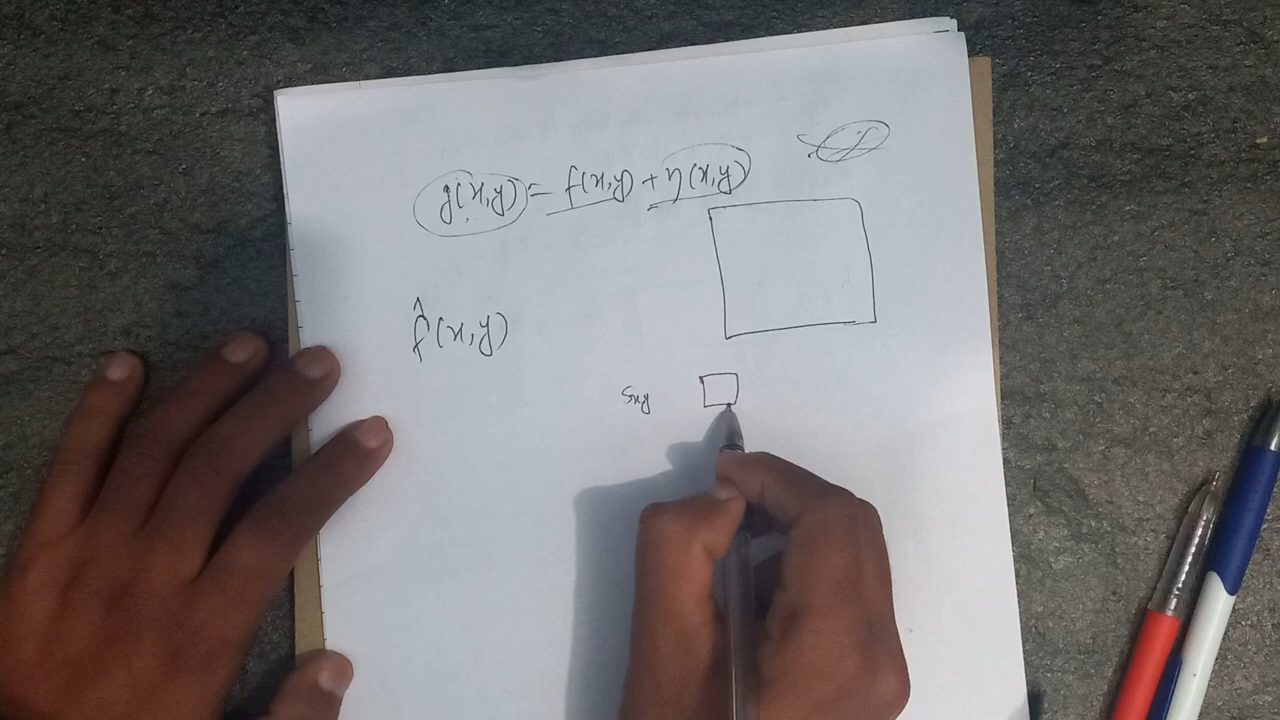 g(x,y) = f(x,y) + η(x,y)
f̂(x,y)
Sxy